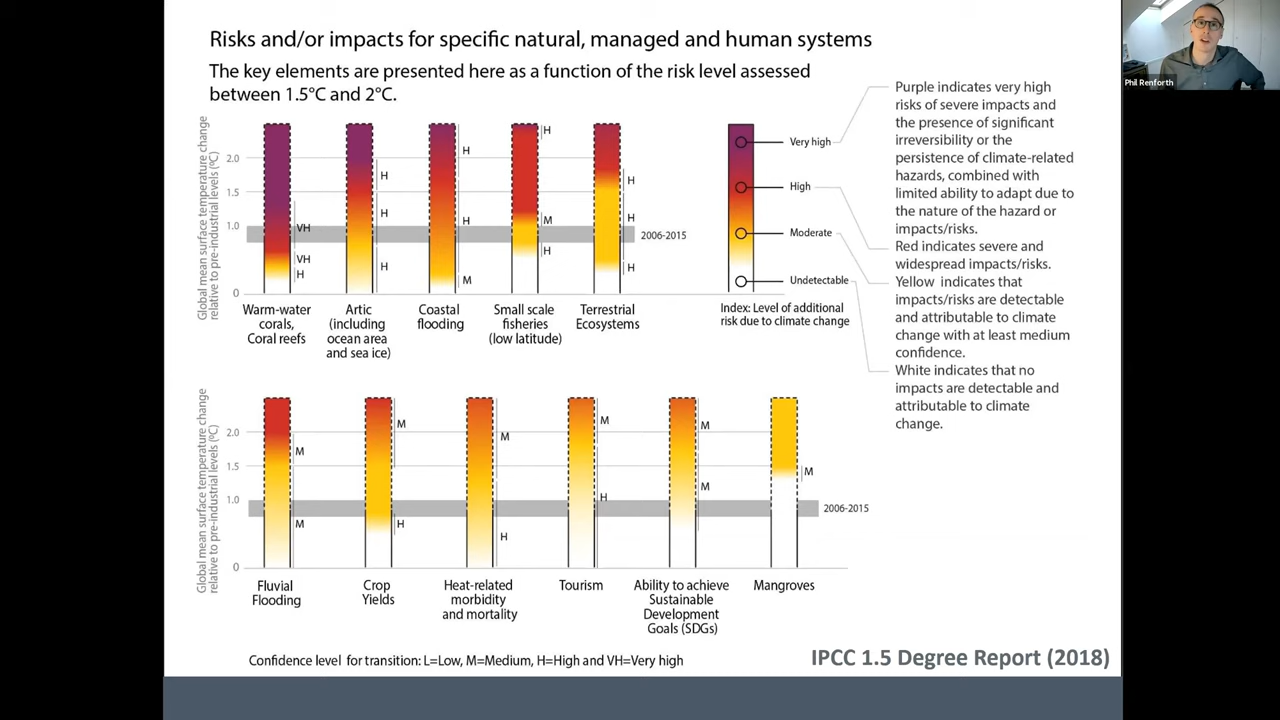 Risks and/or impacts for specific natural, managed and human systems
The key elements are presented here as a function of the risk level assessed
between 1.5°C and 2°C.
Phil Renforth
Global mean surface temperature change
relative to pre-industrial levels (°C)
2.0
1.5
1.0
0
VH
VH
H
H
H
H
H
H
M
H
M
H
H
H
H
2006-2015
Warm-water
corals,
Coral reefs
Artic
(including
ocean area
and sea ice)
Coastal
flooding
Small scale
fisheries
(low latitude)
Terrestrial
Ecosystems
Very high
High
Moderate
Undetectable
Index: Level of additional
risk due to climate change
Purple indicates very high
risks of severe impacts and
the presence of significant
irreversibility or the
persistence of climate-related
hazards, combined with
limited ability to adapt due to
the nature of the hazard or
impacts/risks.
Red indicates severe and
widespread impacts/risks.
Yellow indicates that
impacts/risks are detectable
and attributable to climate
change with at least medium
confidence.
White indicates that no
impacts are detectable and
attributable to climate
change.
Global mean surface temperature change
relative to pre-industrial levels (°C)
2.0
1.5
1.0
0
M
M
M
H
M
H
M
H
M
M
M
2006-2015
Fluvial
Flooding
Crop
Yields
Heat-related
morbidity
and mortality
Tourism
Ability to achieve
Sustainable
Development
Goals (SDGs)
Mangroves
Confidence level for transition: L=Low, M=Medium, H=High and VH=Very high
IPCC 1.5 Degree Report (2018)